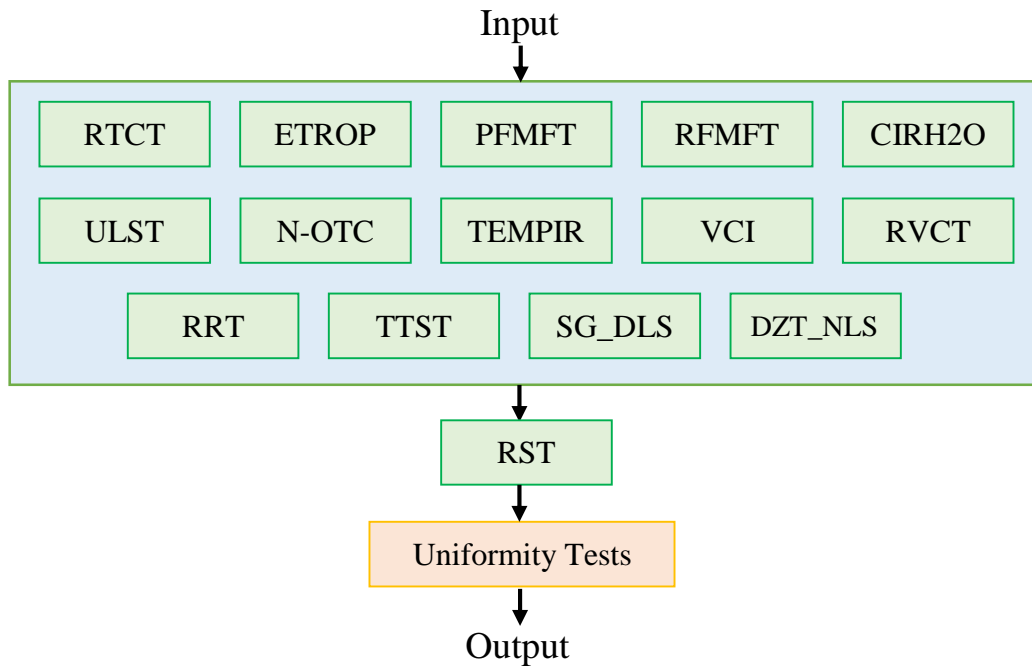 Input
RTCT ETROP PFMFT RFMFT CIRH2O
ULST N-OTC TEMPIR VCI RVCT
RRT TTST SG_DLS DZT_NLS
RST
Uniformity Tests
Output